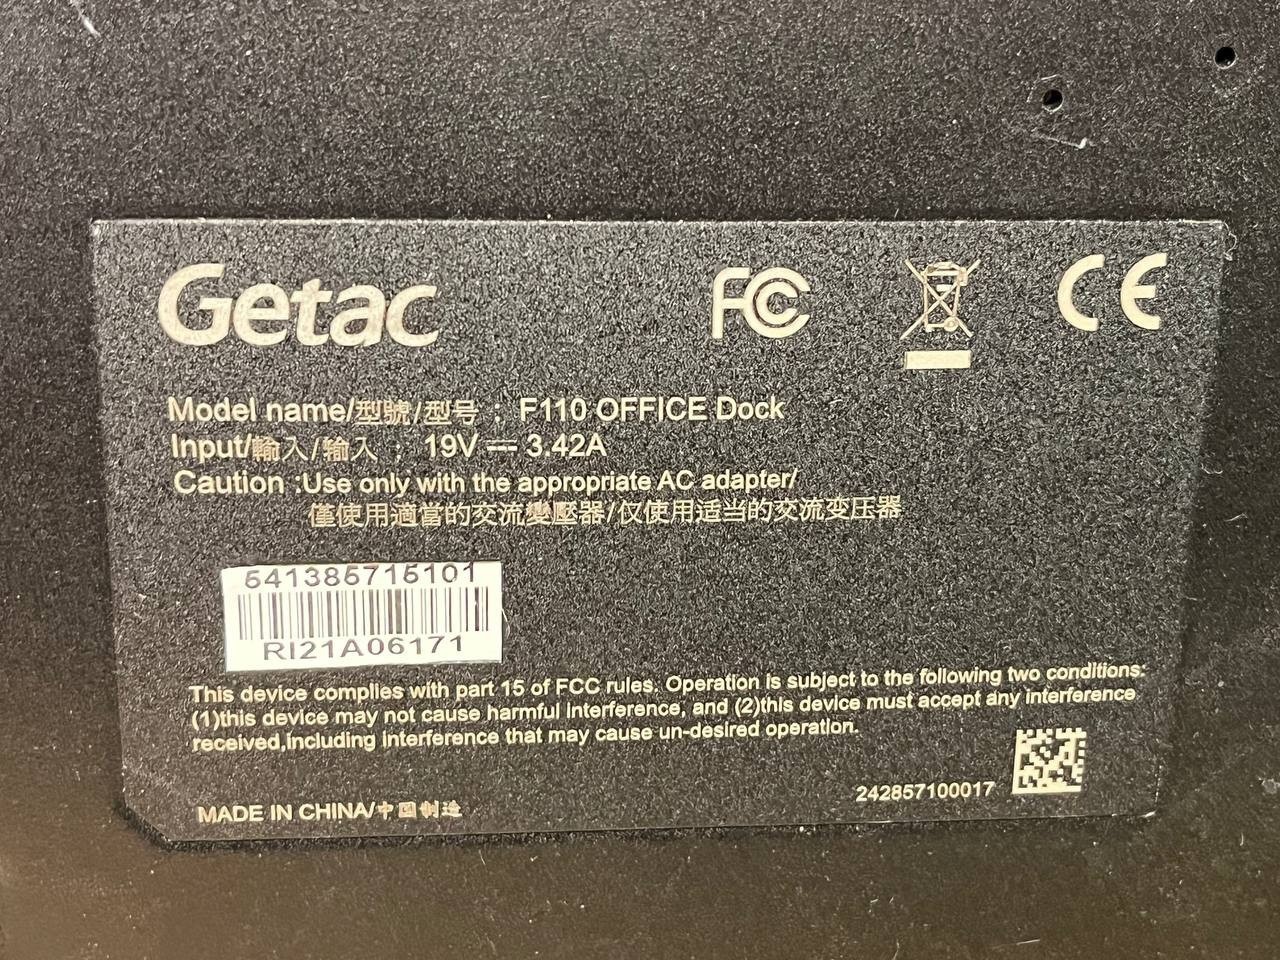 Getac
FC CE
Model name/型號/型号 : F110 OFFICE Dock
Input/輸入/输入 : 19V ⎓ 3.42A
Caution :Use only with the appropriate AC adapter/
僅使用適當的交流變壓器/仅使用适当的交流变压器
541385715101
RI21A06171
This device complies with part 15 of FCC rules. Operation is subject to the following two conditions:
(1)this device may not cause harmful interference, and (2)this device must accept any interference
received,including interference that may cause un-desired operation.
242857100017
MADE IN CHINA/中国制造